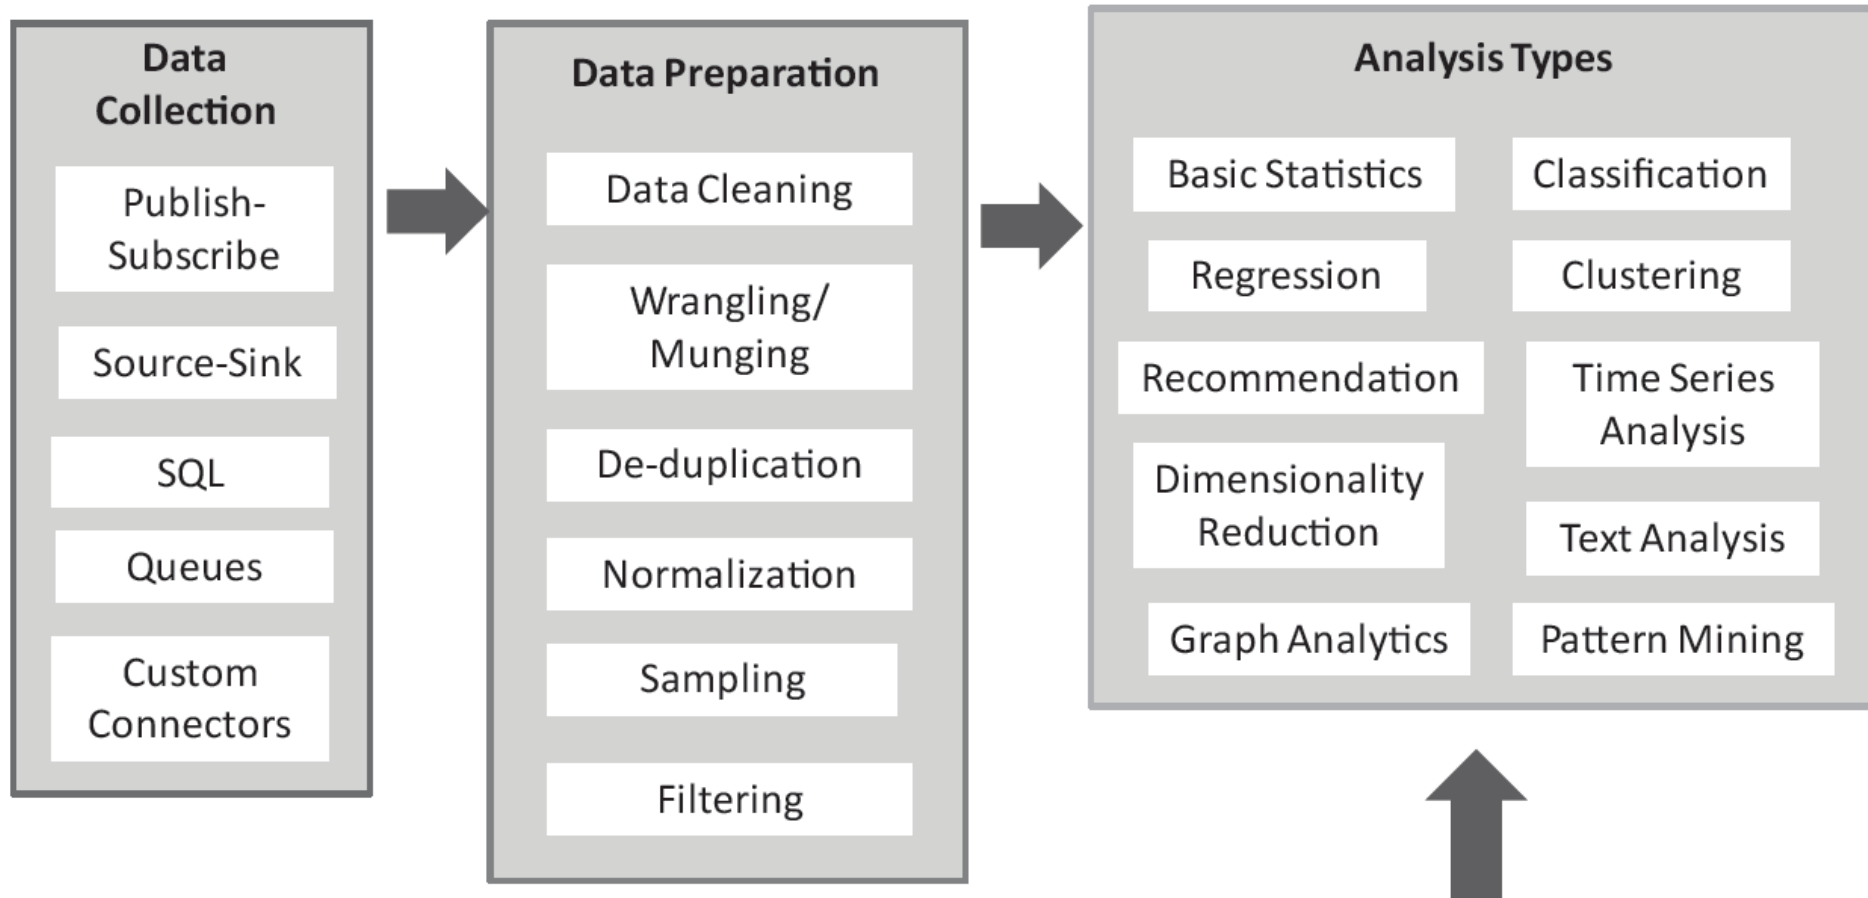 Data
Collection
Publish-
Subscribe
Source-Sink
SQL
Queues
Custom
Connectors
Data Preparation
Data Cleaning
Wrangling/
Munging
De-duplication
Normalization
Sampling
Filtering
Analysis Types
Basic Statistics
Classification
Regression
Clustering
Recommendation
Time Series
Analysis
Dimensionality
Reduction
Text Analysis
Graph Analytics
Pattern Mining